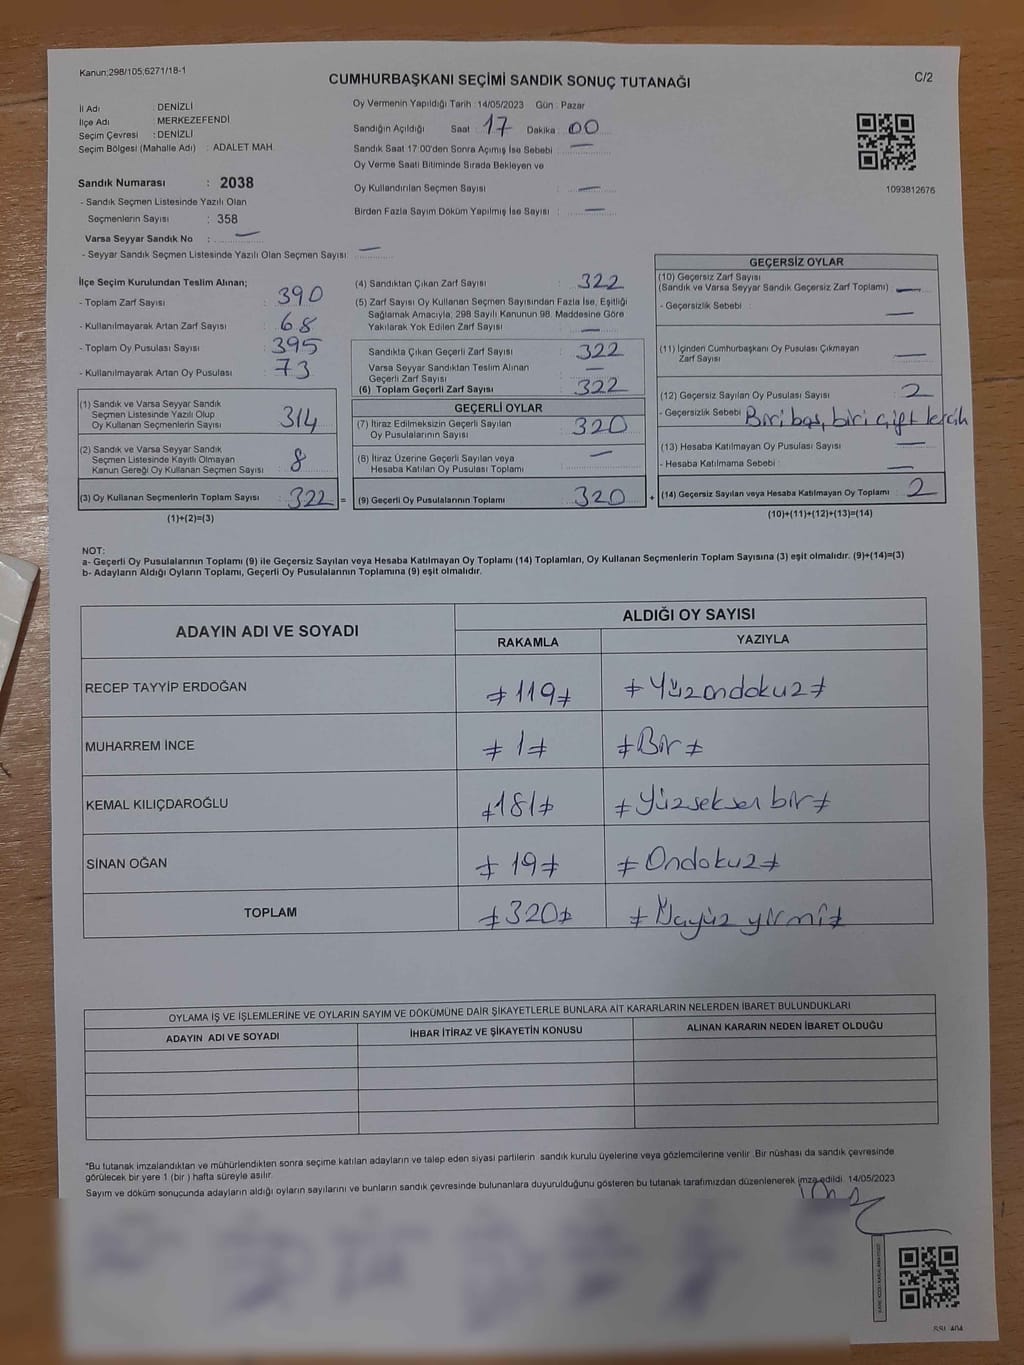 Kanun;298/105;6271/18-1
CUMHURBAŞKANI SEÇİMİ SANDIK SONUÇ TUTANAĞI
C/2
İl Adı : DENİZLİ
İlçe Adı : MERKEZEFENDİ
Seçim Çevresi : DENİZLİ
Seçim Bölgesi (Mahalle Adı) : ADALET MAH.
Sandık Numarası : 2038
- Sandık Seçmen Listesinde Yazılı Olan
Seçmenlerin Sayısı : 358
Varsa Seyyar Sandık No : —
- Seyyar Sandık Seçmen Listesinde Yazılı Olan Seçmen Sayısı: —
Oy Vermenin Yapıldığı Tarih : 14/05/2023 Gün : Pazar
Sandığın Açıldığı Saat : 17 Dakika : 00
Sandık Saat 17:00'den Sonra Açımış İse Sebebi : —
Oy Verme Saati Bitiminde Sırada Bekleyen ve
Oy Kullandırılan Seçmen Sayısı : —
Birden Fazla Sayım Döküm Yapılmış İse Sayısı : —
1093812676
İlçe Seçim Kurulundan Teslim Alınan;
- Toplam Zarf Sayısı : 390
- Kullanılmayarak Artan Zarf Sayısı : 68
- Toplam Oy Pusulası Sayısı : 395
- Kullanılmayarak Artan Oy Pusulası : 73
(1) Sandık ve Varsa Seyyar Sandık
Seçmen Listesinde Yazılı Olup
Oy Kullanan Seçmenlerin Sayısı : 314
(2) Sandık ve Varsa Seyyar Sandık
Seçmen Listesinde Kayıtlı Olmayan
Kanun Gereği Oy Kullanan Seçmen Sayısı : 8
(3) Oy Kullanan Seçmenlerin Toplam Sayısı : 322 =
(1)+(2)=(3)
(4) Sandıktan Çıkan Zarf Sayısı : 322
(5) Zarf Sayısı Oy Kullanan Seçmen Sayısından Fazla İse, Eşitliği
Sağlamak Amacıyla, 298 Sayılı Kanunun 98. Maddesine Göre
Yakılarak Yok Edilen Zarf Sayısı : —
Sandıkta Çıkan Geçerli Zarf Sayısı : 322
Varsa Seyyar Sandıktan Teslim Alınan
Geçerli Zarf Sayısı : —
(6) Toplam Geçerli Zarf Sayısı : 322
GEÇERLİ OYLAR
(7) İtiraz Edilmeksizin Geçerli Sayılan
Oy Pusulalarının Sayısı : 320
(8) İtiraz Üzerine Geçerli Sayılan veya
Hesaba Katılan Oy Pusulası Toplamı : —
(9) Geçerli Oy Pusulalarının Toplamı : 320 +
GEÇERSİZ OYLAR
(10) Geçersiz Zarf Sayısı
(Sandık ve Varsa Seyyar Sandık Geçersiz Zarf Toplamı) : —
- Geçersizlik Sebebi : —
(11) İçinden Cumhurbaşkanı Oy Pusulası Çıkmayan
Zarf Sayısı : —
(12) Geçersiz Sayılan Oy Pusulası Sayısı : 2
- Geçersizlik Sebebi : Biri boş, biri çift tercih
(13) Hesaba Katılmayan Oy Pusulası Sayısı : —
- Hesaba Katılmama Sebebi : —
(14) Geçersiz Sayılan veya Hesaba Katılmayan Oy Toplamı : 2
(10)+(11)+(12)+(13)=(14)
NOT:
a- Geçerli Oy Pusulalarının Toplamı (9) ile Geçersiz Sayılan veya Hesaba Katılmayan Oy Toplamı (14) Toplamları, Oy Kullanan Seçmenlerin Toplam Sayısına (3) eşit olmalıdır. (9)+(14)=(3)
b- Adayların Aldığı Oyların Toplamı, Geçerli Oy Pusulalarının Toplamına (9) eşit olmalıdır.
ADAYIN ADI VE SOYADI
ALDIĞI OY SAYISI
RAKAMLA YAZIYLA
RECEP TAYYİP ERDOĞAN ≠119≠ ≠Yüzondokuz≠
MUHARREM İNCE ≠1≠ ≠Bir≠
KEMAL KILIÇDAROĞLU ≠181≠ ≠Yüzseksen bir≠
SİNAN OĞAN ≠19≠ ≠Ondokuz≠
TOPLAM ≠320≠ ≠Üçyüz yirmi≠
OYLAMA İŞ VE İŞLEMLERİNE VE OYLARIN SAYIM VE DÖKÜMÜNE DAİR ŞİKAYETLERLE BUNLARA AİT KARARLARIN NELERDEN İBARET BULUNDUKLARI
ADAYIN ADI VE SOYADI İHBAR İTİRAZ VE ŞİKAYETİN KONUSU ALINAN KARARIN NEDEN İBARET OLDUĞU
*Bu tutanak imzalandıktan ve mühürlendikten sonra seçime katılan adayların ve talep eden siyasi partilerin sandık kurulu üyelerine veya gözlemcilerine verilir. Bir nüshası da sandık çevresinde
görülecek bir yere 1 (bir ) hafta süreyle asılır.
Sayım ve döküm sonucunda adayların aldığı oyların sayılarını ve bunların sandık çevresinde bulunanlara duyurulduğunu gösteren bu tutanak tarafımızdan düzenlenerek imza edildi. 14/05/2023